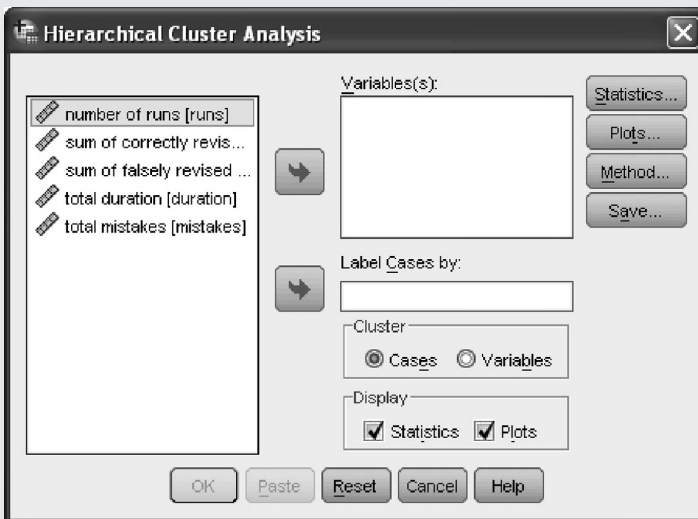 Hierarchical Cluster Analysis
number of runs [runs]
sum of correctly revis...
sum of falsely revised ...
total duration [duration]
total mistakes [mistakes]
Variables(s):
Statistics...
Plots...
Method...
Save...
Label Cases by:
Cluster
Cases Variables
Display
Statistics Plots
OK Paste Reset Cancel Help